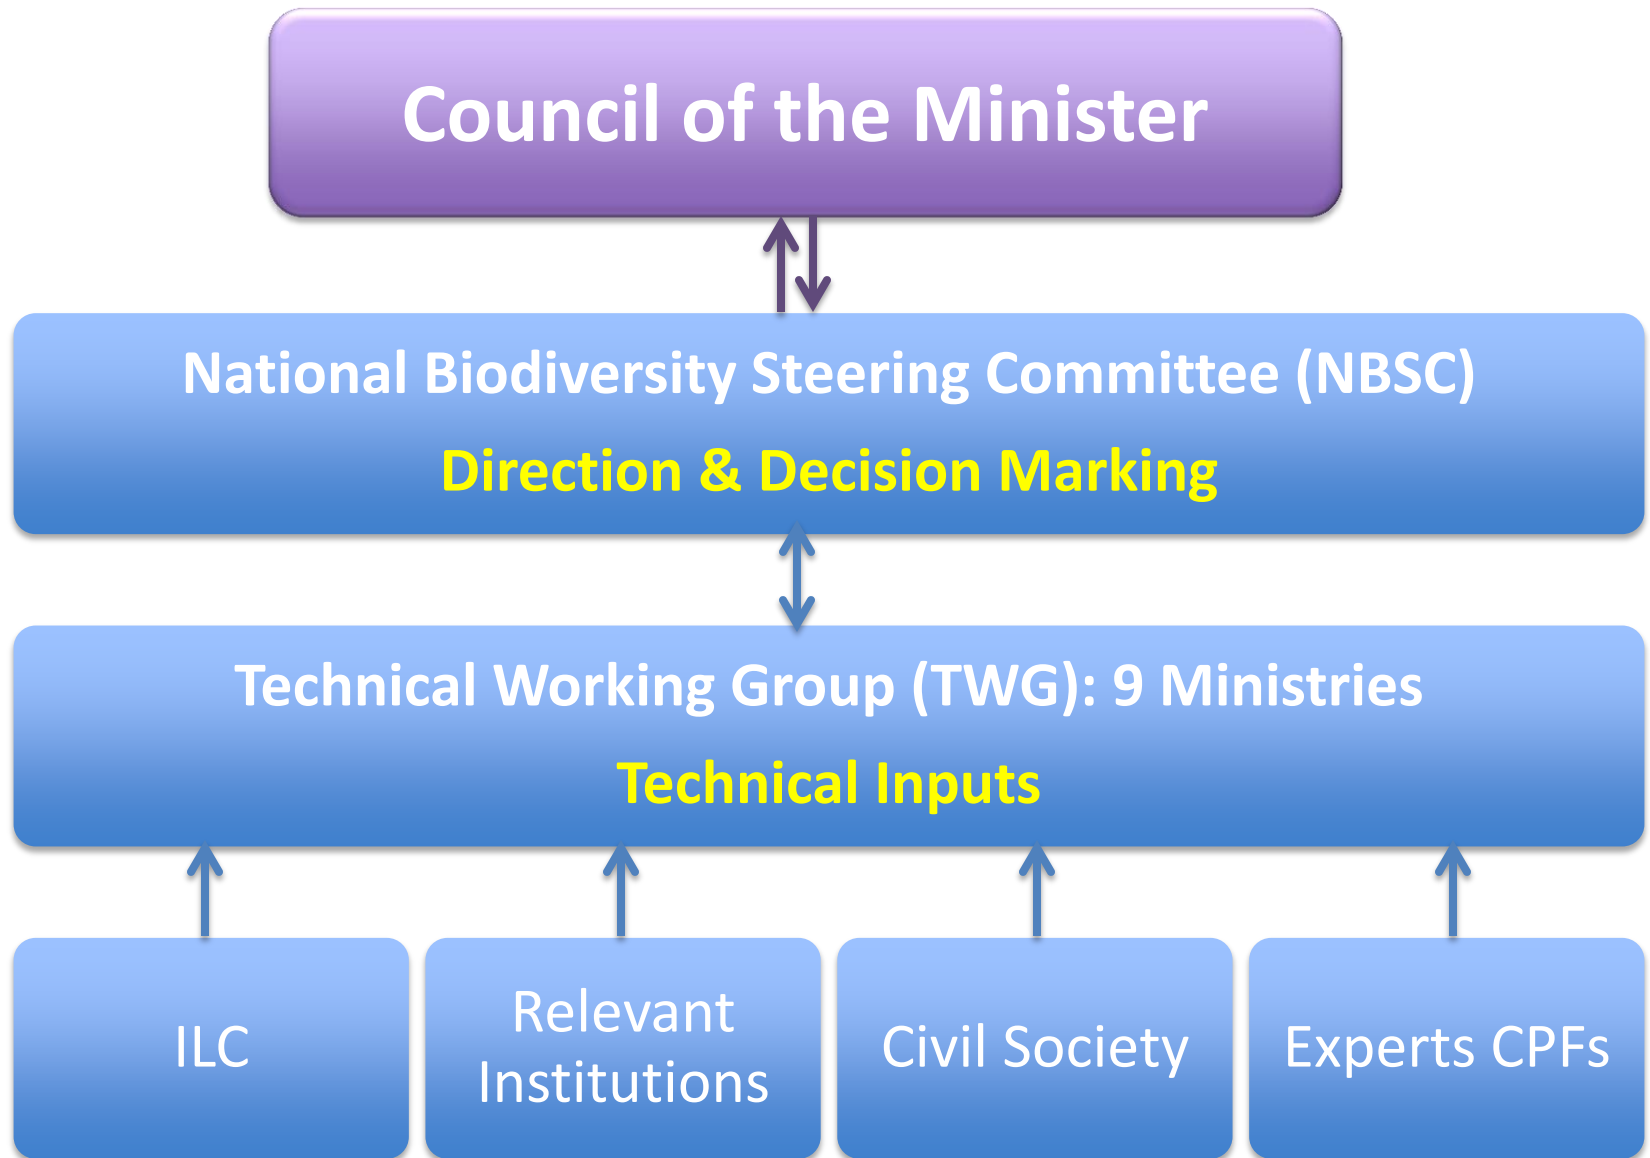 Council of the Minister
National Biodiversity Steering Committee (NBSC)
Direction & Decision Marking
Technical Working Group (TWG): 9 Ministries
Technical Inputs
ILC
Relevant
Institutions
Civil Society
Experts CPFs